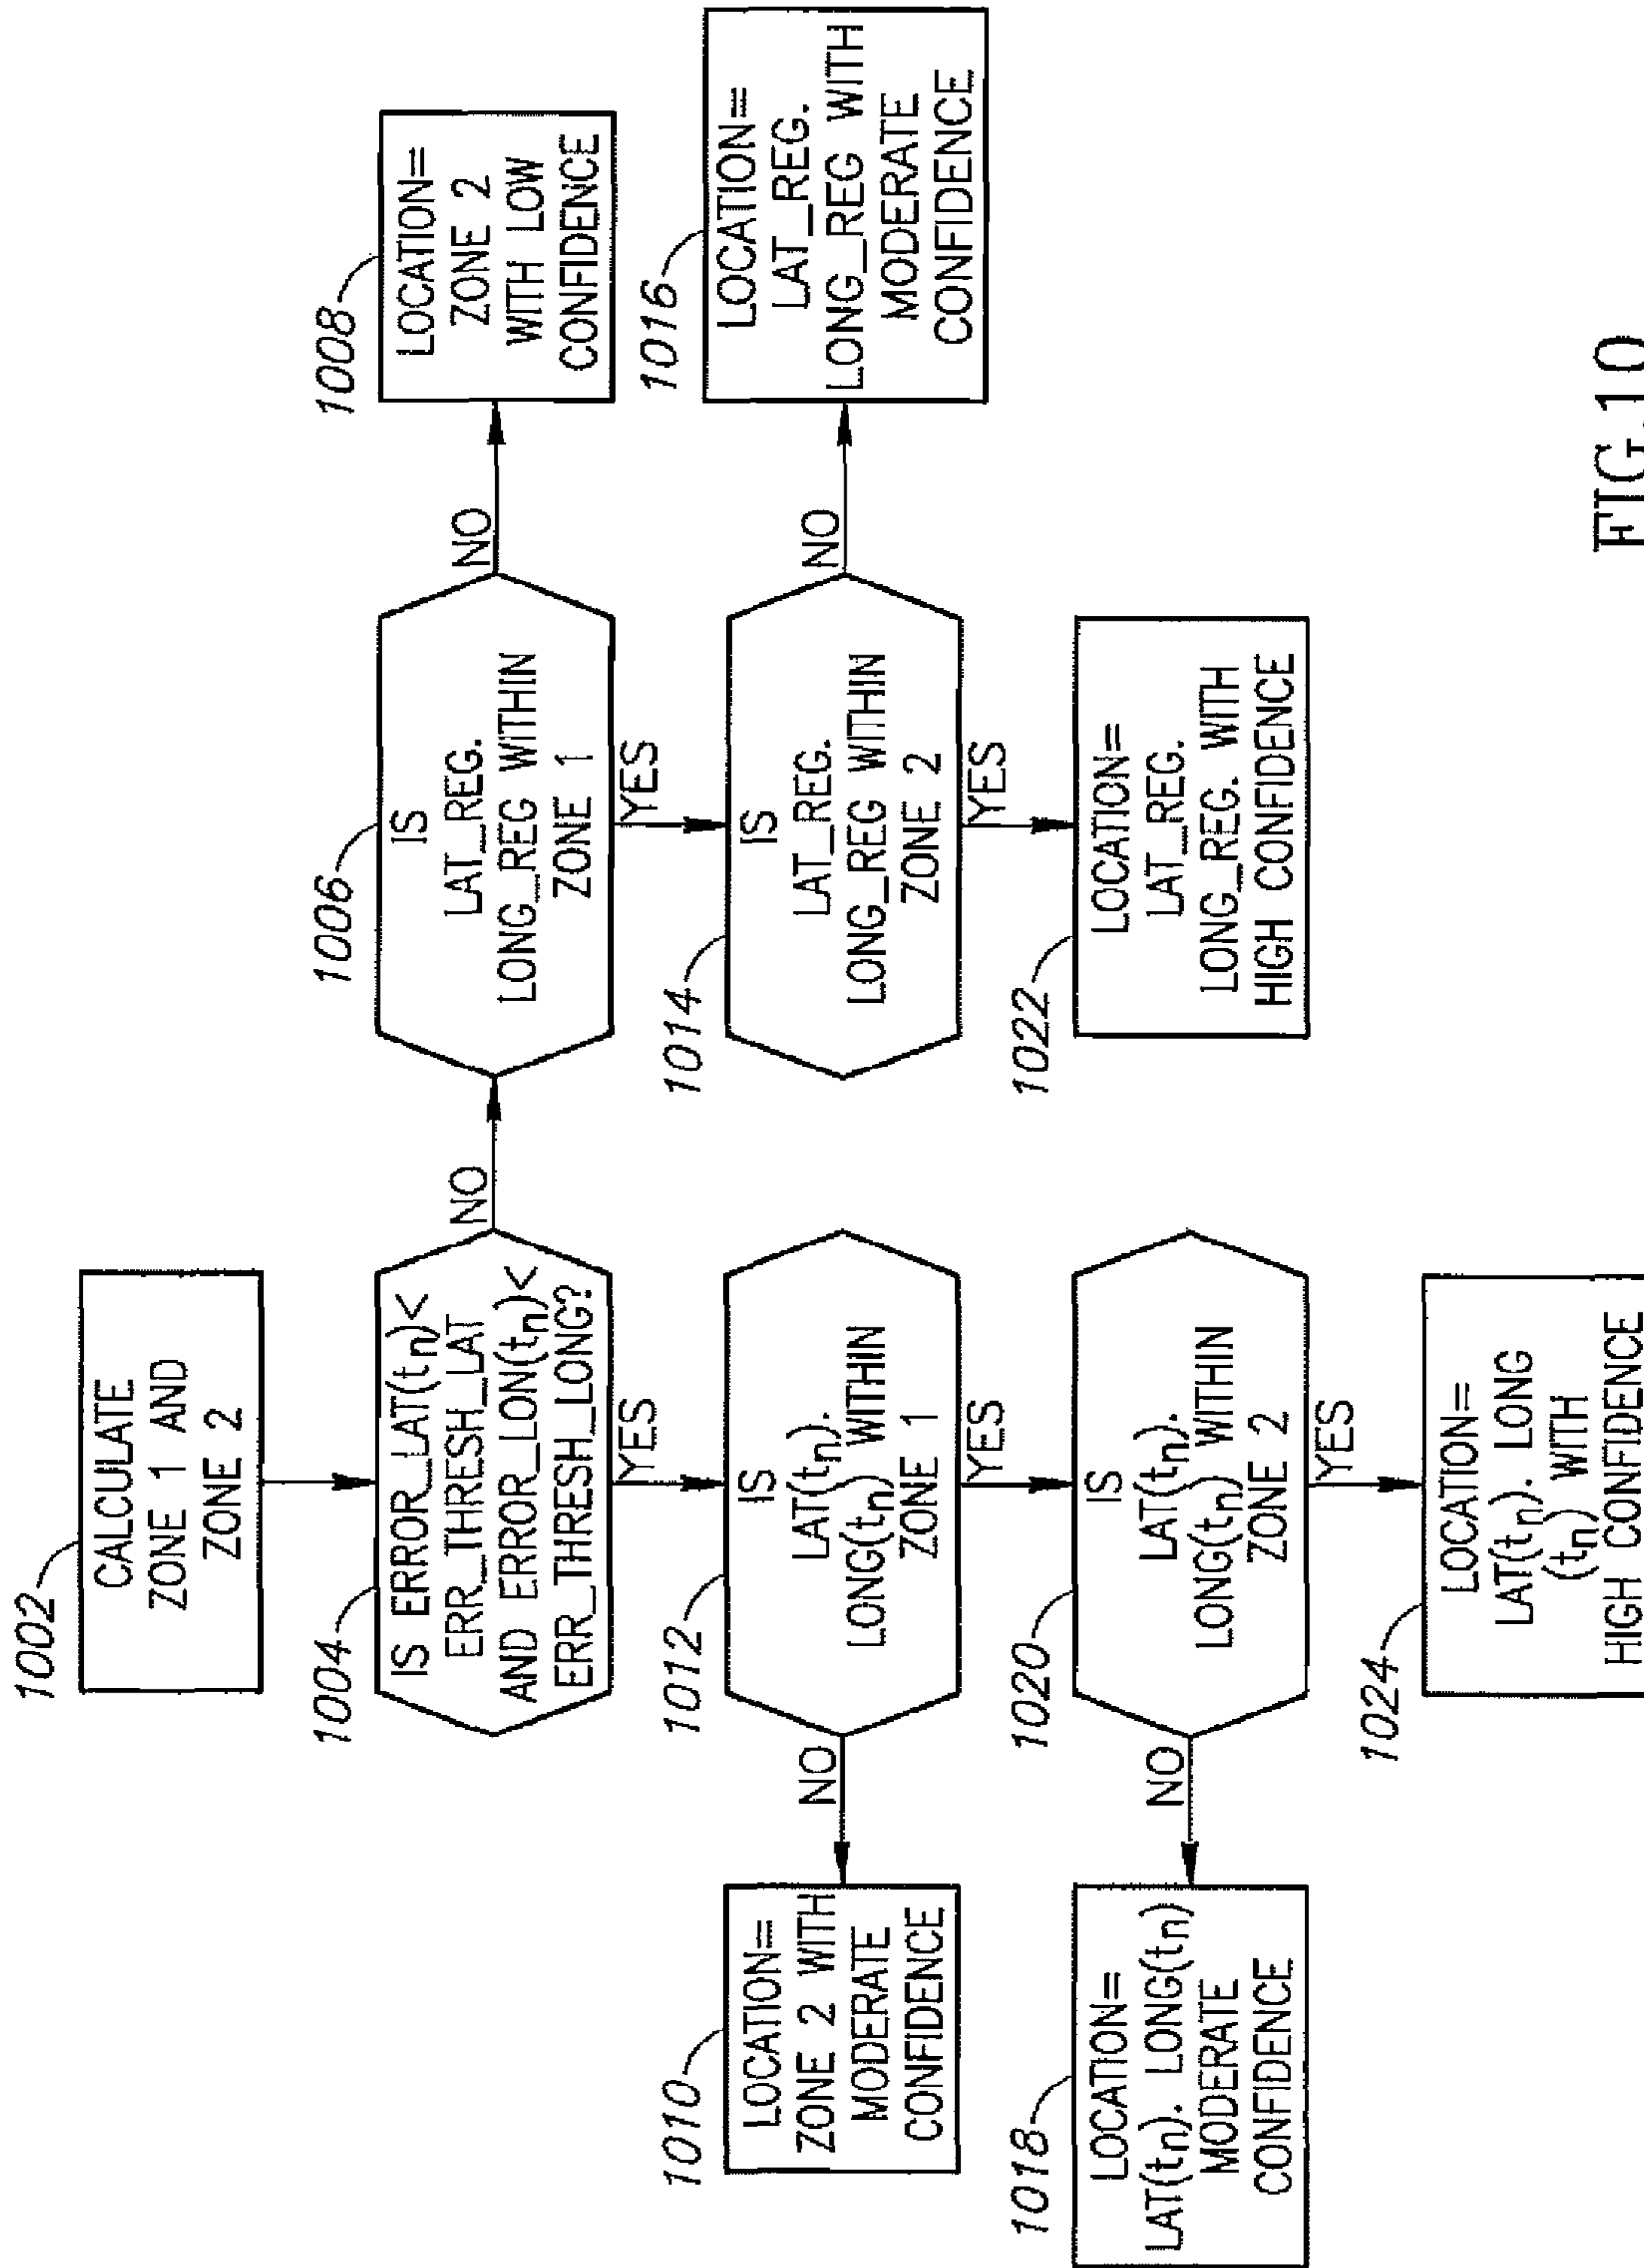 1002
CALCULATE
ZONE 1 AND
ZONE 2
1004
IS ERROR_LAT(tn)<
ERR_THRESH_LAT
AND ERROR_LON(tn)<
ERR_THRESH_LONG?
NO
YES
1006
IS
LAT_REG.
LONG_REG WITHIN
ZONE 1
NO
YES
1008
LOCATION=
ZONE 2
WITH LOW
CONFIDENCE
1010
LOCATION=
ZONE 2 WITH
MODERATE
CONFIDENCE
NO
1012
IS
LAT(tn).
LONG(tn) WITHIN
ZONE 1
YES
1014
IS
LAT_REG.
LONG_REG WITHIN
ZONE 2
NO
YES
1016
LOCATION=
LAT_REG.
LONG_REG WITH
MODERATE
CONFIDENCE
1018
LOCATION=
LAT(tn). LONG(tn)
MODERATE
CONFIDENCE
NO
1020
IS
LAT(tn).
LONG(tn) WITHIN
ZONE 2
YES
1022
LOCATION=
LAT_REG.
LONG_REG. WITH
HIGH CONFIDENCE
1024
LOCATION=
LAT(tn). LONG
(tn) WITH
HIGH CONFIDENCE
FIG.10